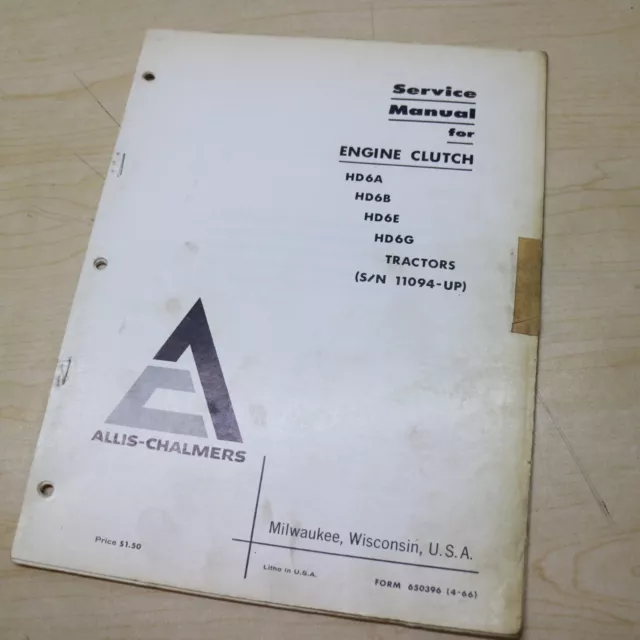 Service
Manual
for
ENGINE CLUTCH
HD6A
HD6B
HD6E
HD6G
TRACTORS
(S/N 11094-UP)
ALLIS-CHALMERS
Milwaukee, Wisconsin, U.S.A.
Price $1.50
Litho in U.S.A.
FORM 650396 (4-66)